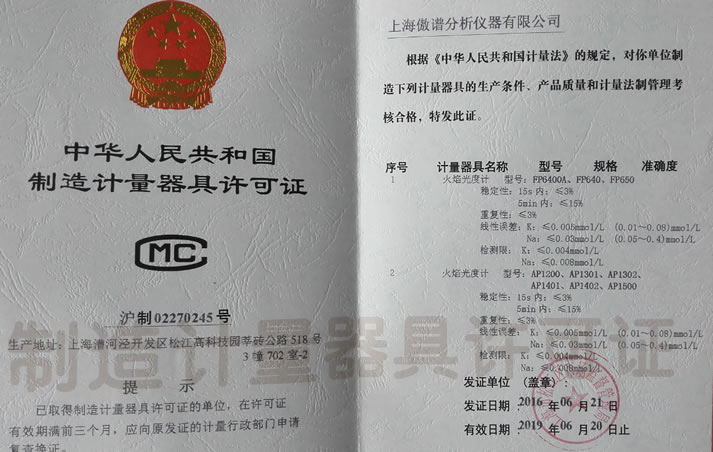 中华人民共和国
制造计量器具许可证
CMC
沪制02270245号
生产地址：上海漕河泾开发区松江高科技园莘砖公路518号
3幢702室-2
提 示
已取得制造计量器具许可证的单位，在许可证
有效期满前三个月，应向原发证的计量行政部门申请
复查换证。
制造计量器具许可证
上海傲谱分析仪器有限公司
根据《中华人民共和国计量法》的规定，对你单位制
造下列计量器具的生产条件、产品质量和计量法制管理考
核合格，特发此证。
序号 计量器具名称 型号 规格 准确度
1 火焰光度计 型号：FP6400A、FP640、FP650
稳定性：15s内：≤3%
5min内：≤15%
重复性：≤3%
线性误差：K：≤0.005mmol/L (0.01～0.08)mmol/L
Na：≤0.03mmol/L (0.05～0.4)mmol/L
检测限：K：≤0.004mmol/L
Na：≤0.008mmol/L
2 火焰光度计 型号：AP1200、AP1301、AP1302、
AP1401、AP1402、AP1500
稳定性：15s内：≤3%
5min内：≤15%
重复性：≤3%
线性误差：K：≤0.005mmol/L (0.01～0.08)mmol/L
Na：≤0.03mmol/L (0.05～0.4)mmol/L
检测限：K：≤0.004mmol/L
Na：≤0.008mmol/L
发证单位（盖章）：
发证日期：2016年06月21日
有效日期：2019年06月20日止